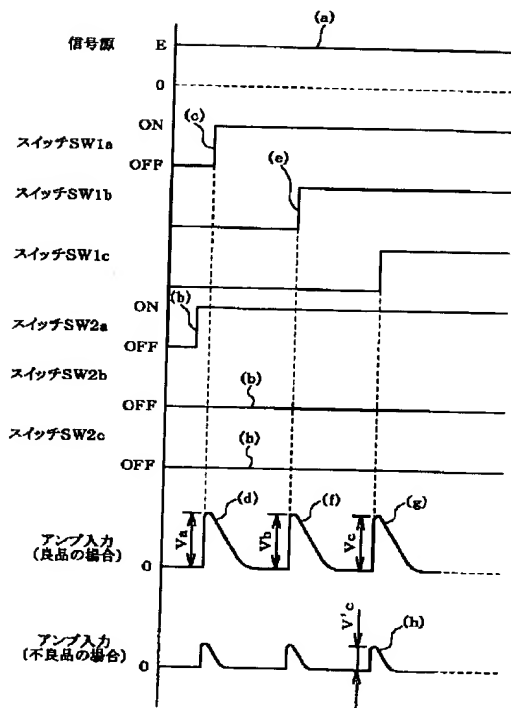 (a)
信号源 E
0
ON
(c)
スイッチSW1a
OFF
(e)
スイッチSW1b
スイッチSW1c
(b)
ON
スイッチSW2a
OFF
スイッチSW2b
(b)
OFF
スイッチSW2c
(b)
OFF
(d)
(f)
(g)
Va
Vb
Vc
アンプ入力
(良品の場合)
0
V'c
(h)
アンプ入力
(不良品の場合)
0